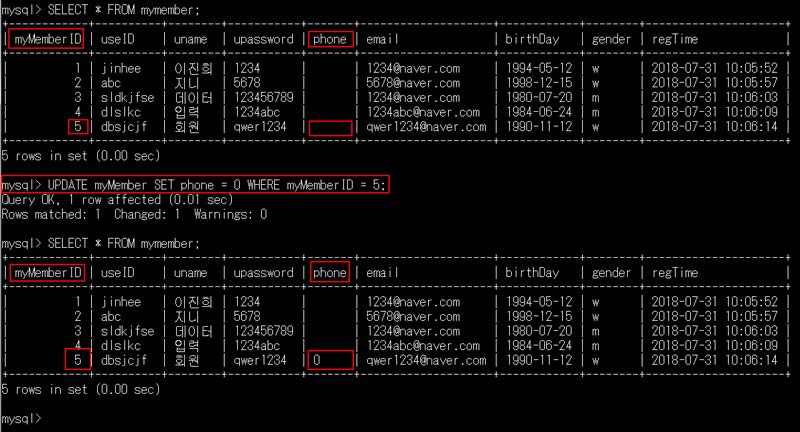 mysql> SELECT * FROM mymember;
+------------+----------+--------+-----------+-------+--------------------+------------+--------+---------------------+
| myMemberID | useID | uname | upassword | phone | email | birthDay | gender | regTime |
+------------+----------+--------+-----------+-------+--------------------+------------+--------+---------------------+
| 1 | jinhee | 이진희 | 1234 | | 1234@naver.com | 1994-05-12 | w | 2018-07-31 10:05:52 |
| 2 | abc | 지니 | 5678 | | 5678@naver.com | 1998-12-15 | w | 2018-07-31 10:05:57 |
| 3 | sldkjfse | 데이터 | 123456789 | | 123456789@naver.com | 1980-07-20 | m | 2018-07-31 10:06:03 |
| 4 | dlslkc | 입력 | 1234abc | | 1234abc@naver.com | 1984-06-24 | m | 2018-07-31 10:06:09 |
| 5 | dbsjcjf | 회원 | qwer1234 | | qwer1234@naver.com | 1990-11-12 | w | 2018-07-31 10:06:14 |
+------------+----------+--------+-----------+-------+--------------------+------------+--------+---------------------+
5 rows in set (0.00 sec)
mysql> UPDATE myMember SET phone = 0 WHERE myMemberID = 5;
Query OK, 1 row affected (0.01 sec)
Rows matched: 1 Changed: 1 Warnings: 0
mysql> SELECT * FROM mymember;
+------------+----------+--------+-----------+-------+--------------------+------------+--------+---------------------+
| myMemberID | useID | uname | upassword | phone | email | birthDay | gender | regTime |
+------------+----------+--------+-----------+-------+--------------------+------------+--------+---------------------+
| 1 | jinhee | 이진희 | 1234 | | 1234@naver.com | 1994-05-12 | w | 2018-07-31 10:05:52 |
| 2 | abc | 지니 | 5678 | | 5678@naver.com | 1998-12-15 | w | 2018-07-31 10:05:57 |
| 3 | sldkjfse | 데이터 | 123456789 | | 1234@naver.com | 1980-07-20 | m | 2018-07-31 10:06:03 |
| 4 | dlslkc | 입력 | 1234abc | | 1234abc@naver.com | 1984-06-24 | m | 2018-07-31 10:06:09 |
| 5 | dbsjcjf | 회원 | qwer1234 | 0 | qwer1234@naver.com | 1990-11-12 | w | 2018-07-31 10:06:14 |
+------------+----------+--------+-----------+-------+--------------------+------------+--------+---------------------+
5 rows in set (0.00 sec)
mysql>